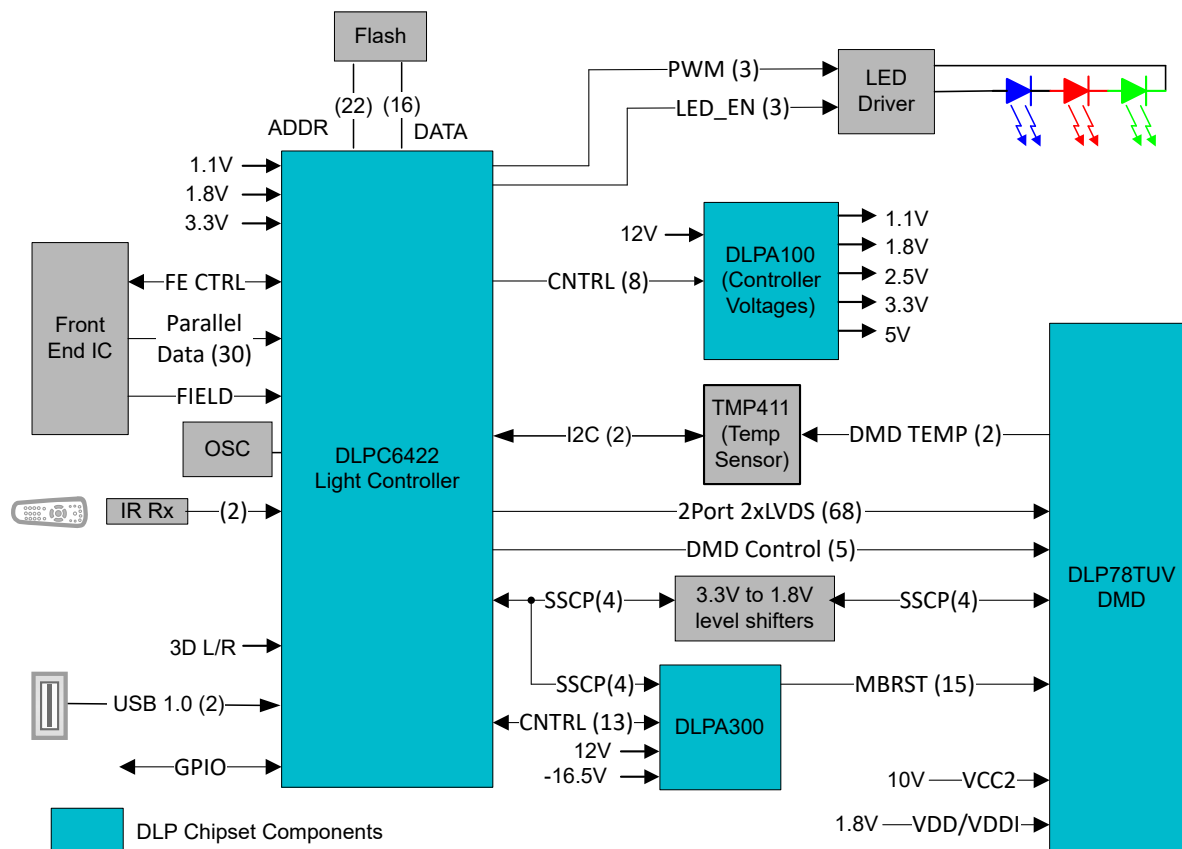 Flash
(22)
(16)
ADDR
DATA
PWM (3)
LED_EN (3)
LED
Driver
1.1V
1.8V
3.3V
12V
CNTRL (8)
DLPA100
(Controller
Voltages)
1.1V
1.8V
2.5V
3.3V
5V
Front
End IC
FE CTRL
Parallel
Data (30)
FIELD
OSC
IR Rx
(2)
DLPC6422
Light Controller
I2C (2)
TMP411
(Temp
Sensor)
DMD TEMP (2)
2Port 2xLVDS (68)
DMD Control (5)
SSCP(4)
3.3V to 1.8V
level shifters
SSCP(4)
DLP78TUV
DMD
3D L/R
USB 1.0 (2)
GPIO
SSCP(4)
CNTRL (13)
12V
-16.5V
DLPA300
MBRST (15)
10V
VCC2
1.8V
VDD/VDDI
DLP Chipset Components